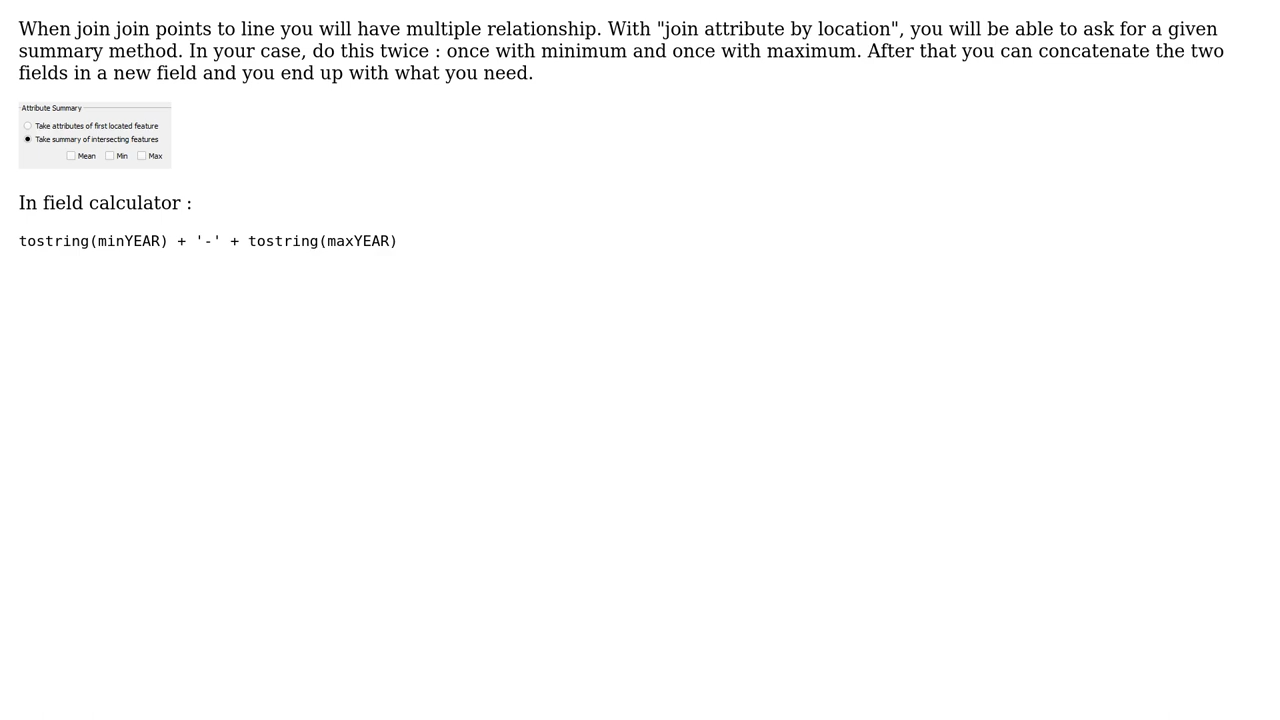 When join join points to line you will have multiple relationship. With "join attribute by location", you will be able to ask for a given
summary method. In your case, do this twice : once with minimum and once with maximum. After that you can concatenate the two
fields in a new field and you end up with what you need.
Attribute Summary
Take attributes of first located feature
Take summary of intersecting features
Mean Min Max
In field calculator :
tostring(minYEAR) + '-' + tostring(maxYEAR)